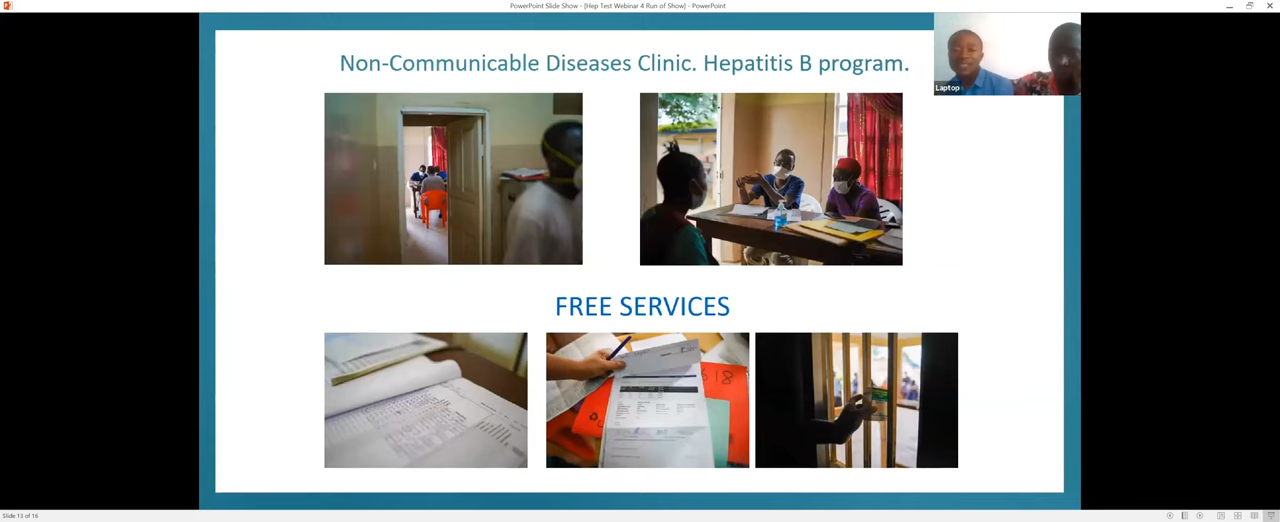 PowerPoint Slide Show - [Hep Test Webinar 4 Run of Show] - PowerPoint
Laptop
Non-Communicable Diseases Clinic. Hepatitis B program.
FREE SERVICES
618
Slide 13 of 16